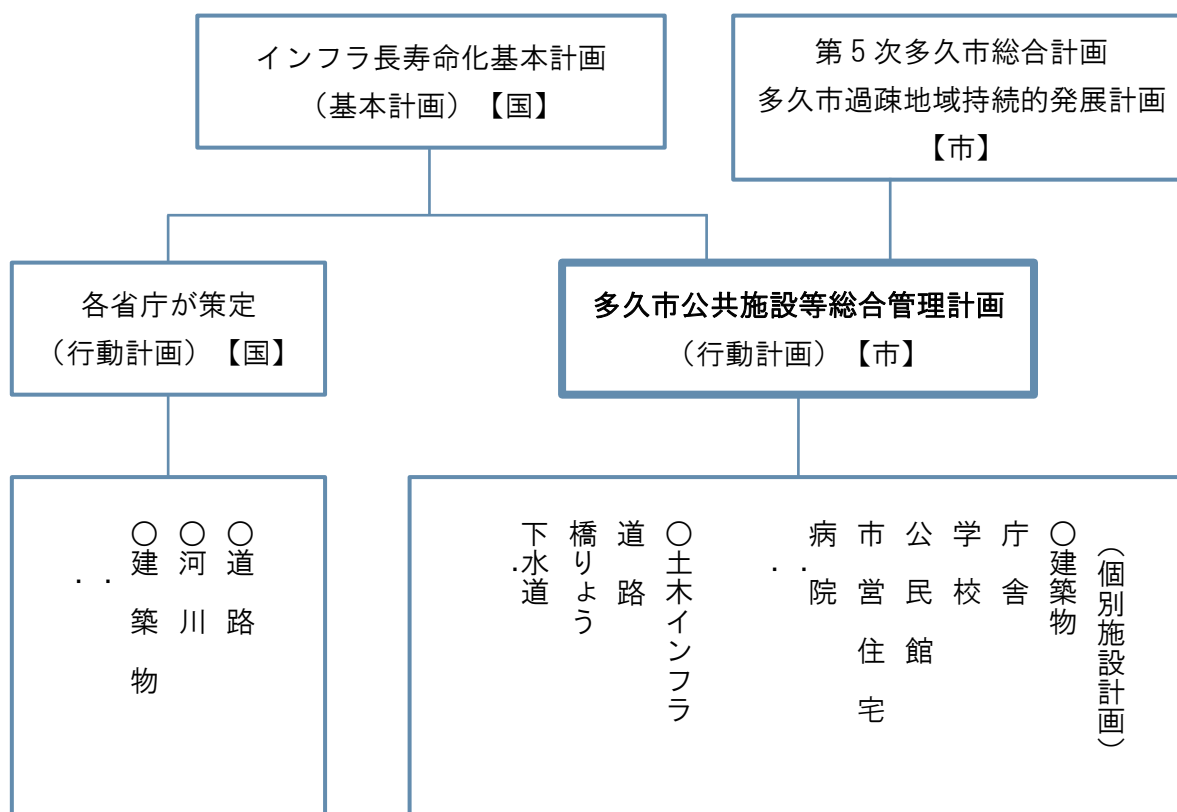 インフラ長寿命化基本計画
（基本計画）【国】
第5次多久市総合計画
多久市過疎地域持続的発展計画
【市】
各省庁が策定
（行動計画）【国】
多久市公共施設等総合管理計画
（行動計画）【市】
○道路
○河川
○建築物
．．
（個別施設計画）
○建築物
庁舎
学校
公民館
市営住宅
病院
．．
○土木インフラ
道路
橋りょう
下水道
．